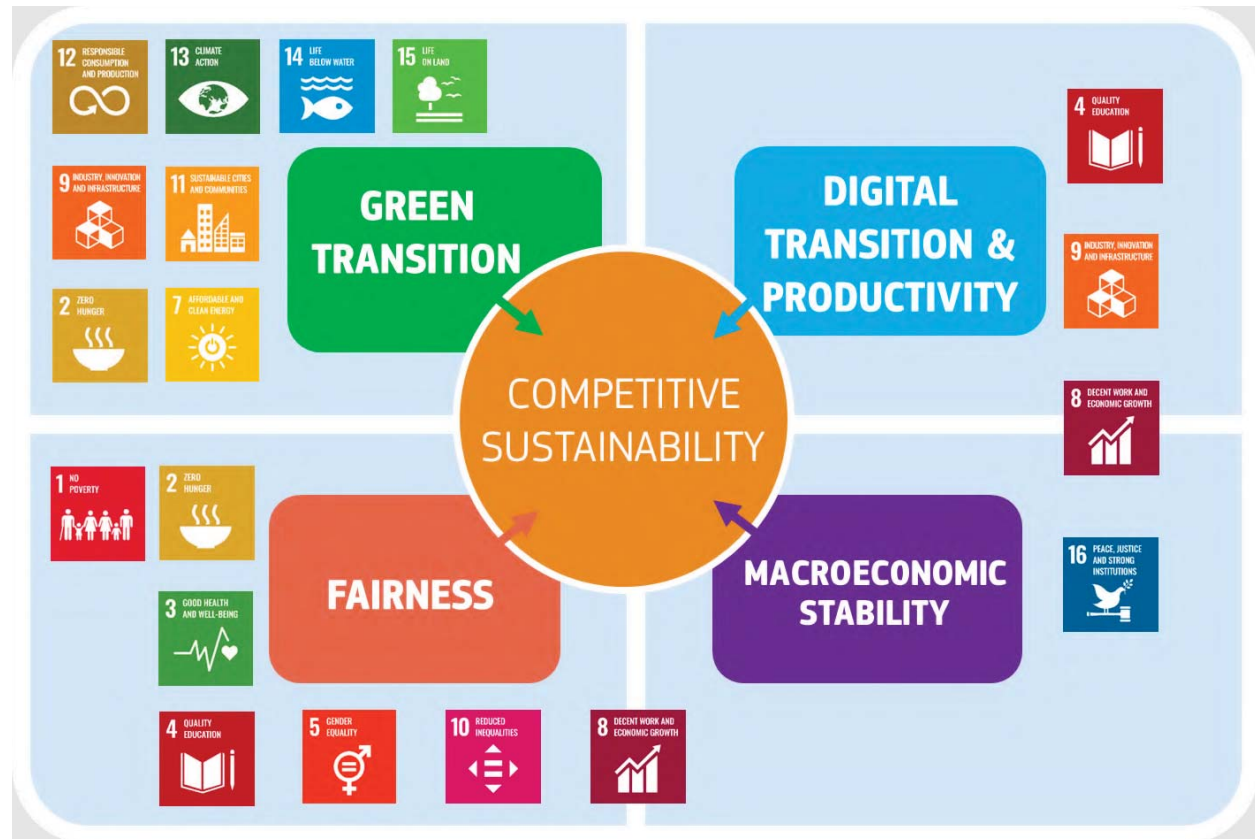 12 RESPONSIBLE
CONSUMPTION
AND PRODUCTION
13 CLIMATE
ACTION
14 LIFE
BELOW WATER
15 LIFE
ON LAND
9 INDUSTRY, INNOVATION
AND INFRASTRUCTURE
11 SUSTAINABLE CITIES
AND COMMUNITIES
2 ZERO
HUNGER
7 AFFORDABLE AND
CLEAN ENERGY
GREEN
TRANSITION
DIGITAL
TRANSITION &
PRODUCTIVITY
4 QUALITY
EDUCATION
9 INDUSTRY, INNOVATION
AND INFRASTRUCTURE
8 DECENT WORK AND
ECONOMIC GROWTH
COMPETITIVE
SUSTAINABILITY
1 NO
POVERTY
2 ZERO
HUNGER
3 GOOD HEALTH
AND WELL-BEING
FAIRNESS
4 QUALITY
EDUCATION
5 GENDER
EQUALITY
10 REDUCED
INEQUALITIES
8 DECENT WORK AND
ECONOMIC GROWTH
MACROECONOMIC
STABILITY
16 PEACE, JUSTICE
AND STRONG
INSTITUTIONS